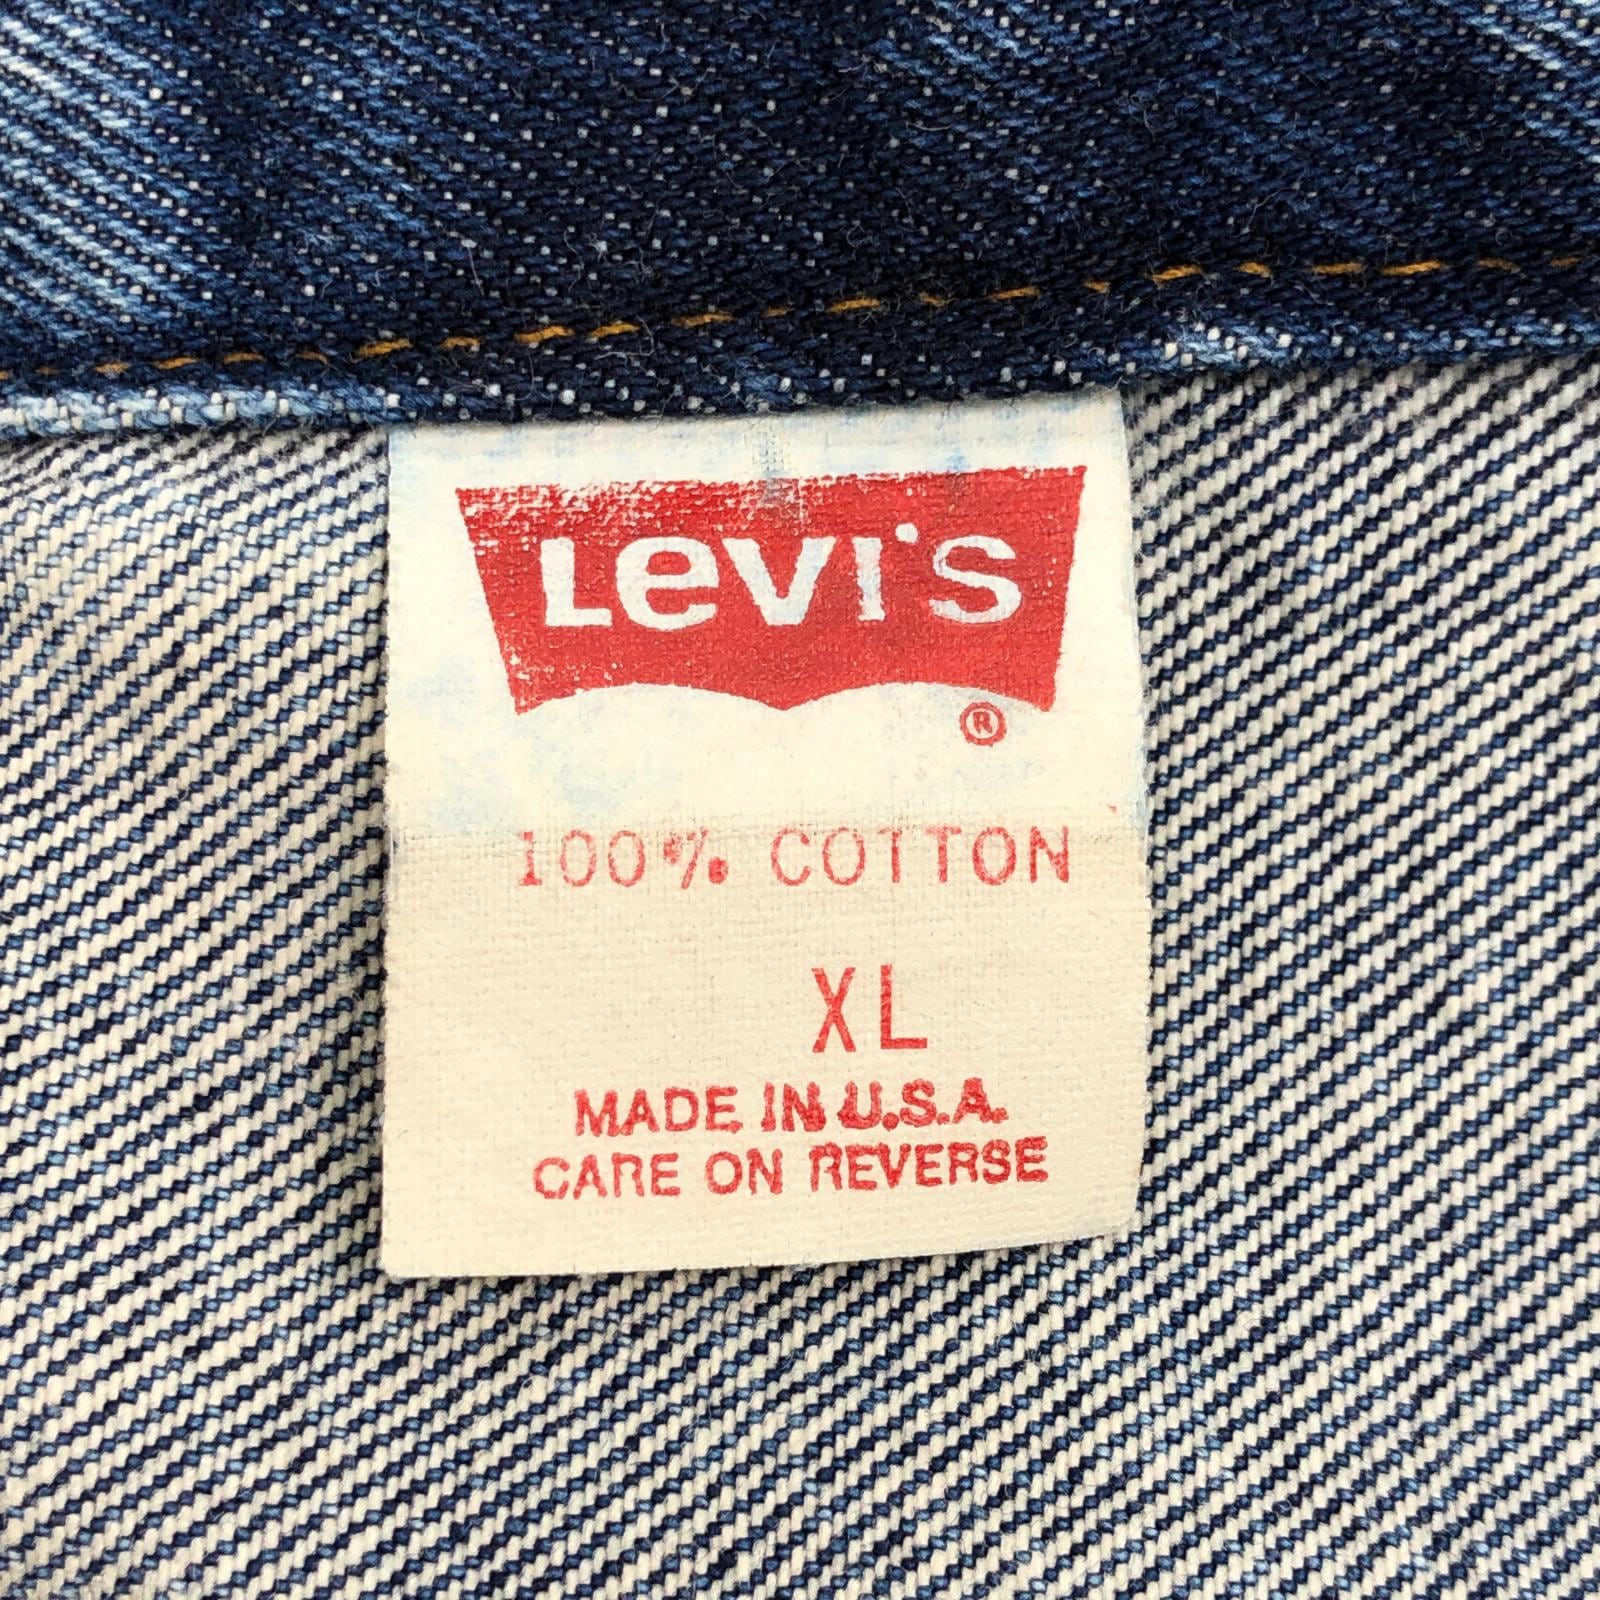 Levi's
®
100% COTTON
XL
MADE IN U.S.A.
CARE ON REVERSE